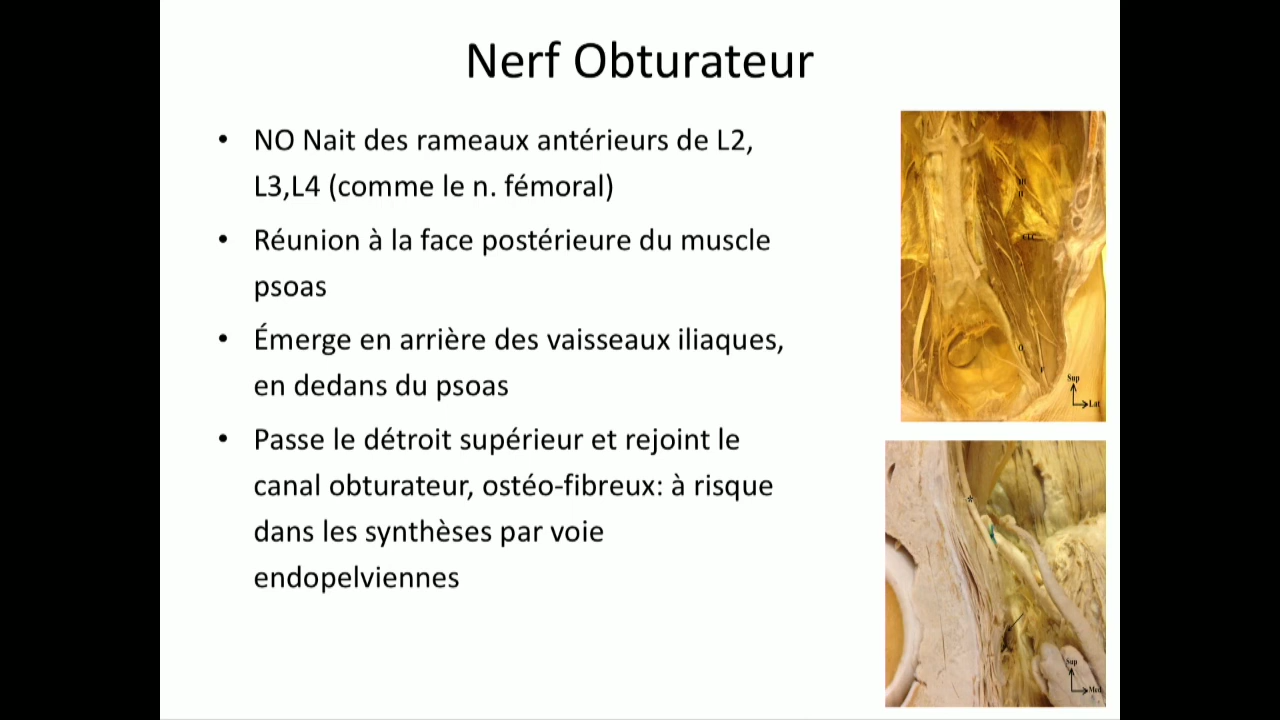 Nerf Obturateur
• NO Nait des rameaux antérieurs de L2,
L3,L4 (comme le n. fémoral)
• Réunion à la face postérieure du muscle
psoas
• Émerge en arrière des vaisseaux iliaques,
en dedans du psoas
• Passe le détroit supérieur et rejoint le
canal obturateur, ostéo-fibreux: à risque
dans les synthèses par voie
endopelviennes
O
F
Sup
Lat
*
Sup
Med